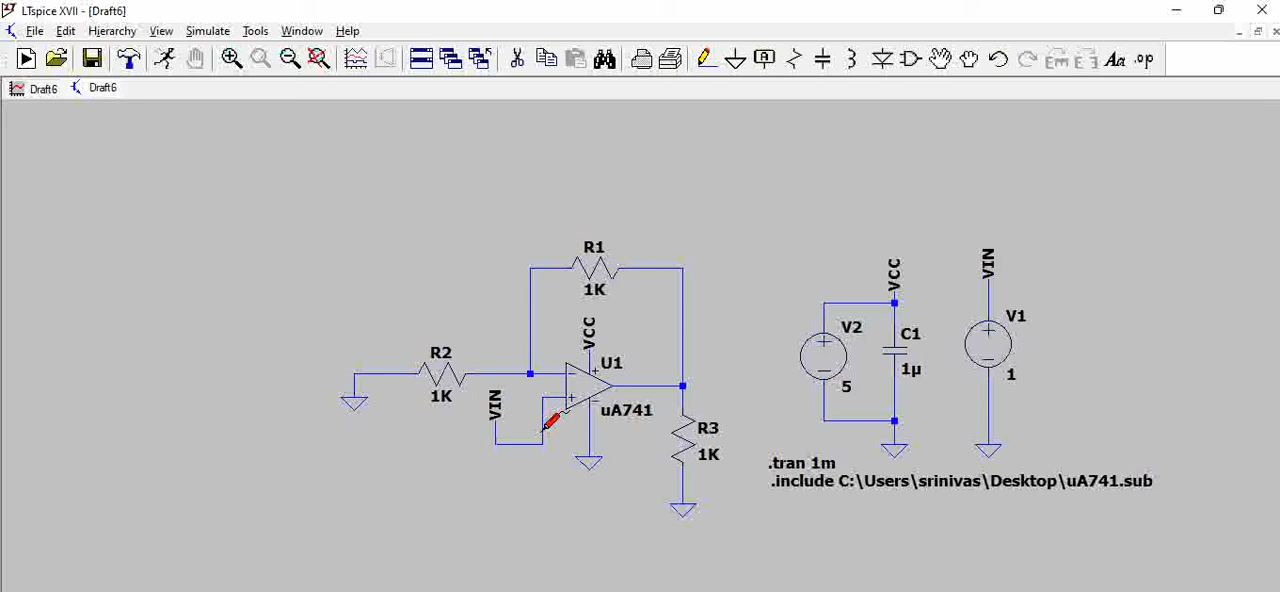 LTspice XVII - [Draft6]
File Edit Hierarchy View Simulate Tools Window Help
Aa .op
Draft6 Draft6
R1
1K
VCC
U1
R2
1K
VIN
uA741
R3
1K
VCC
V2
5
C1
1µ
VIN
V1
1
.tran 1m
.include C:\Users\srinivas\Desktop\uA741.sub